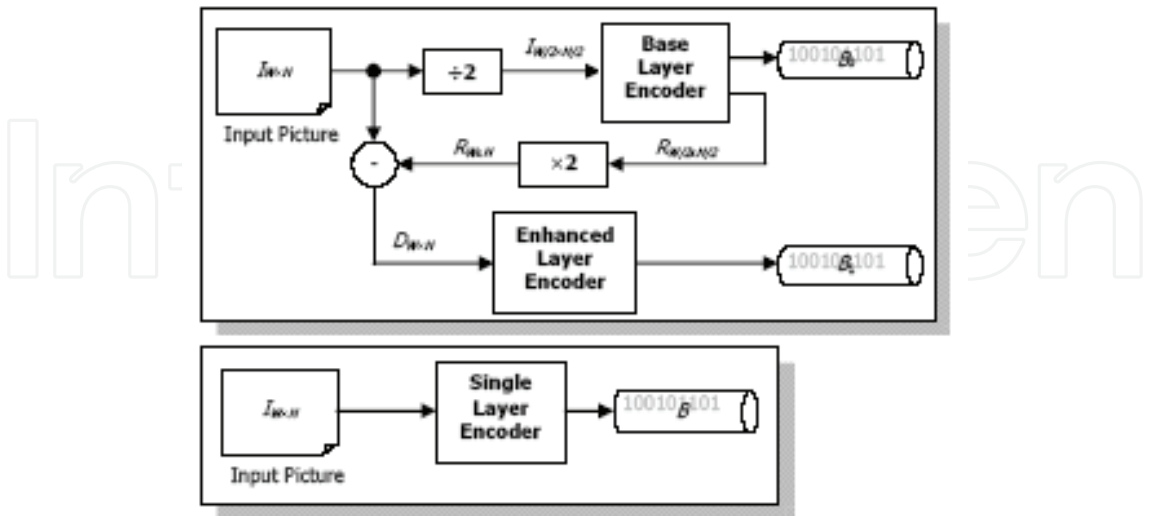 I_W×H
÷2
I_W/2×H/2
Base
Layer
Encoder
100101101
B_0
Input Picture
-
R_W×H
×2
R_W/2×H/2
D_W×H
Enhanced
Layer
Encoder
100101101
B_1
I_W×H
Single
Layer
Encoder
100101101
B
Input Picture